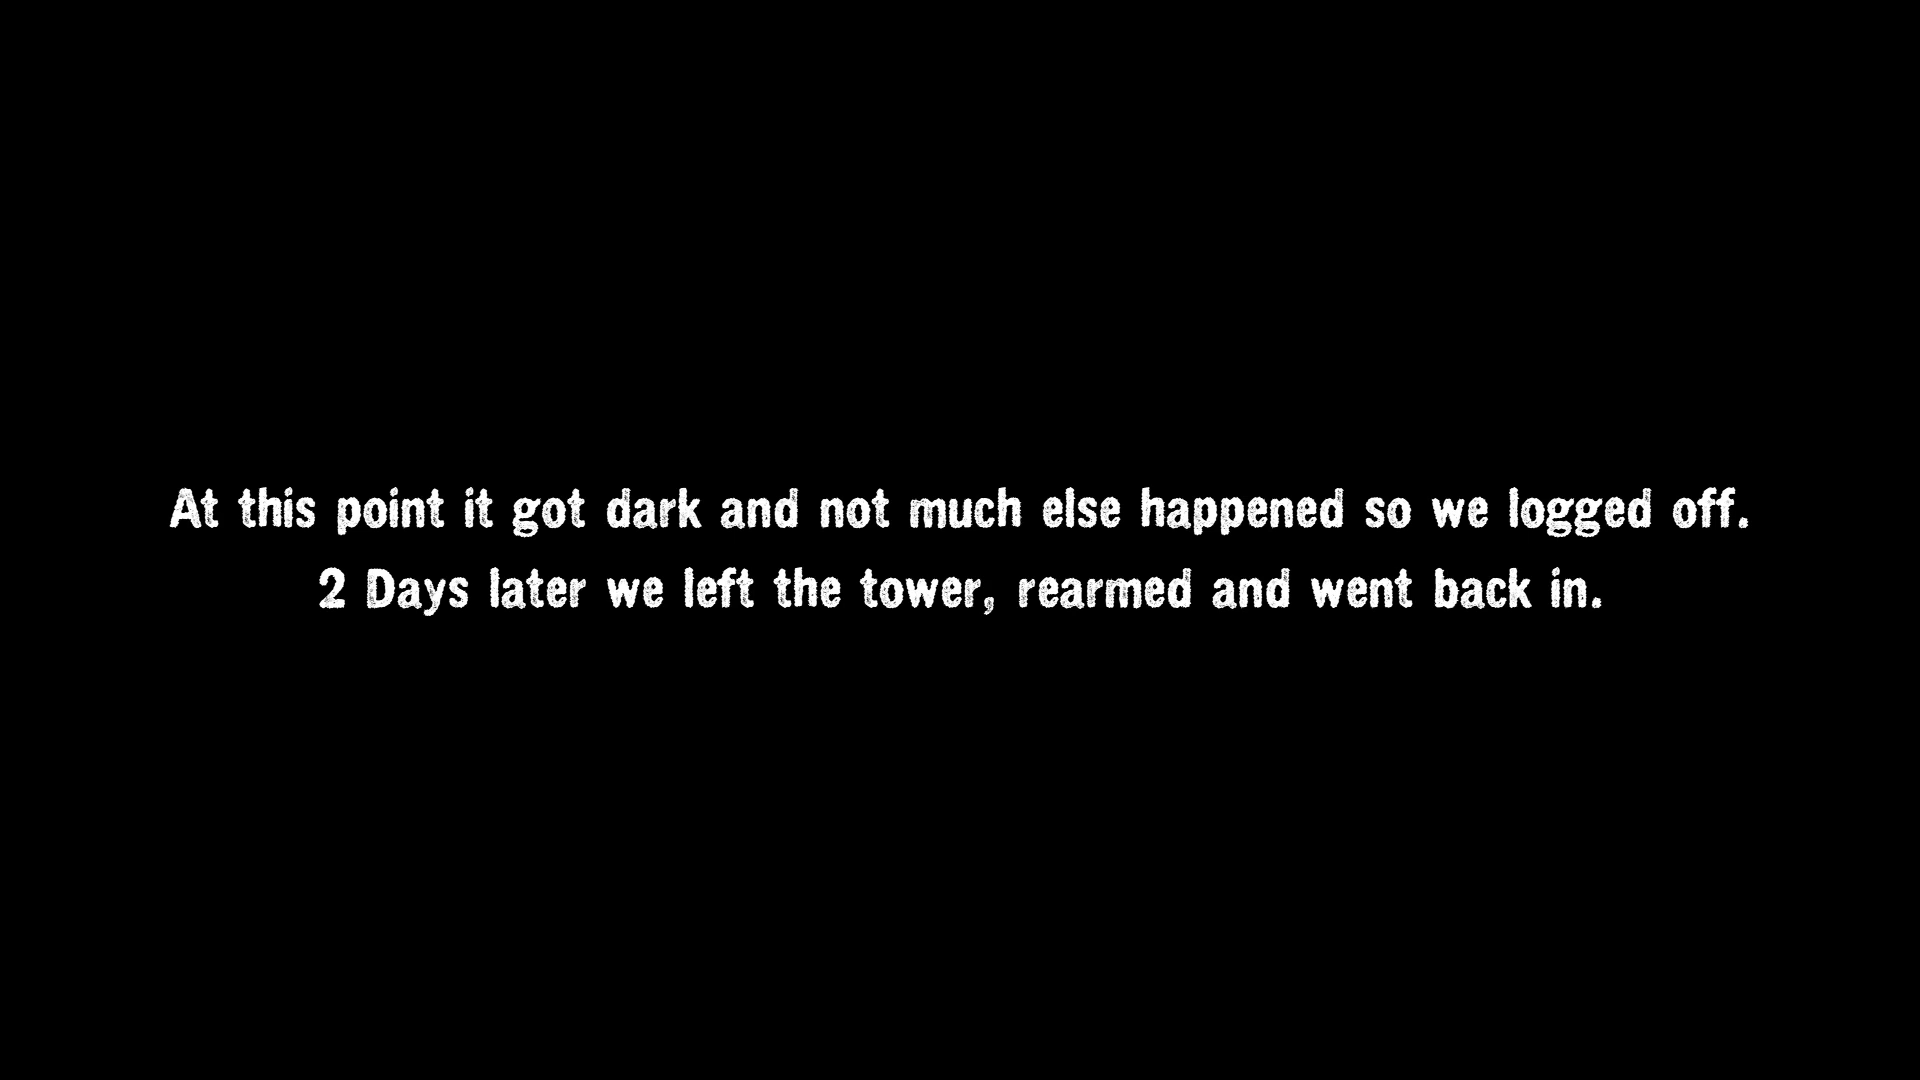 At this point it got dark and not much else happened so we logged off.
2 Days later we left the tower, rearmed and went back in.